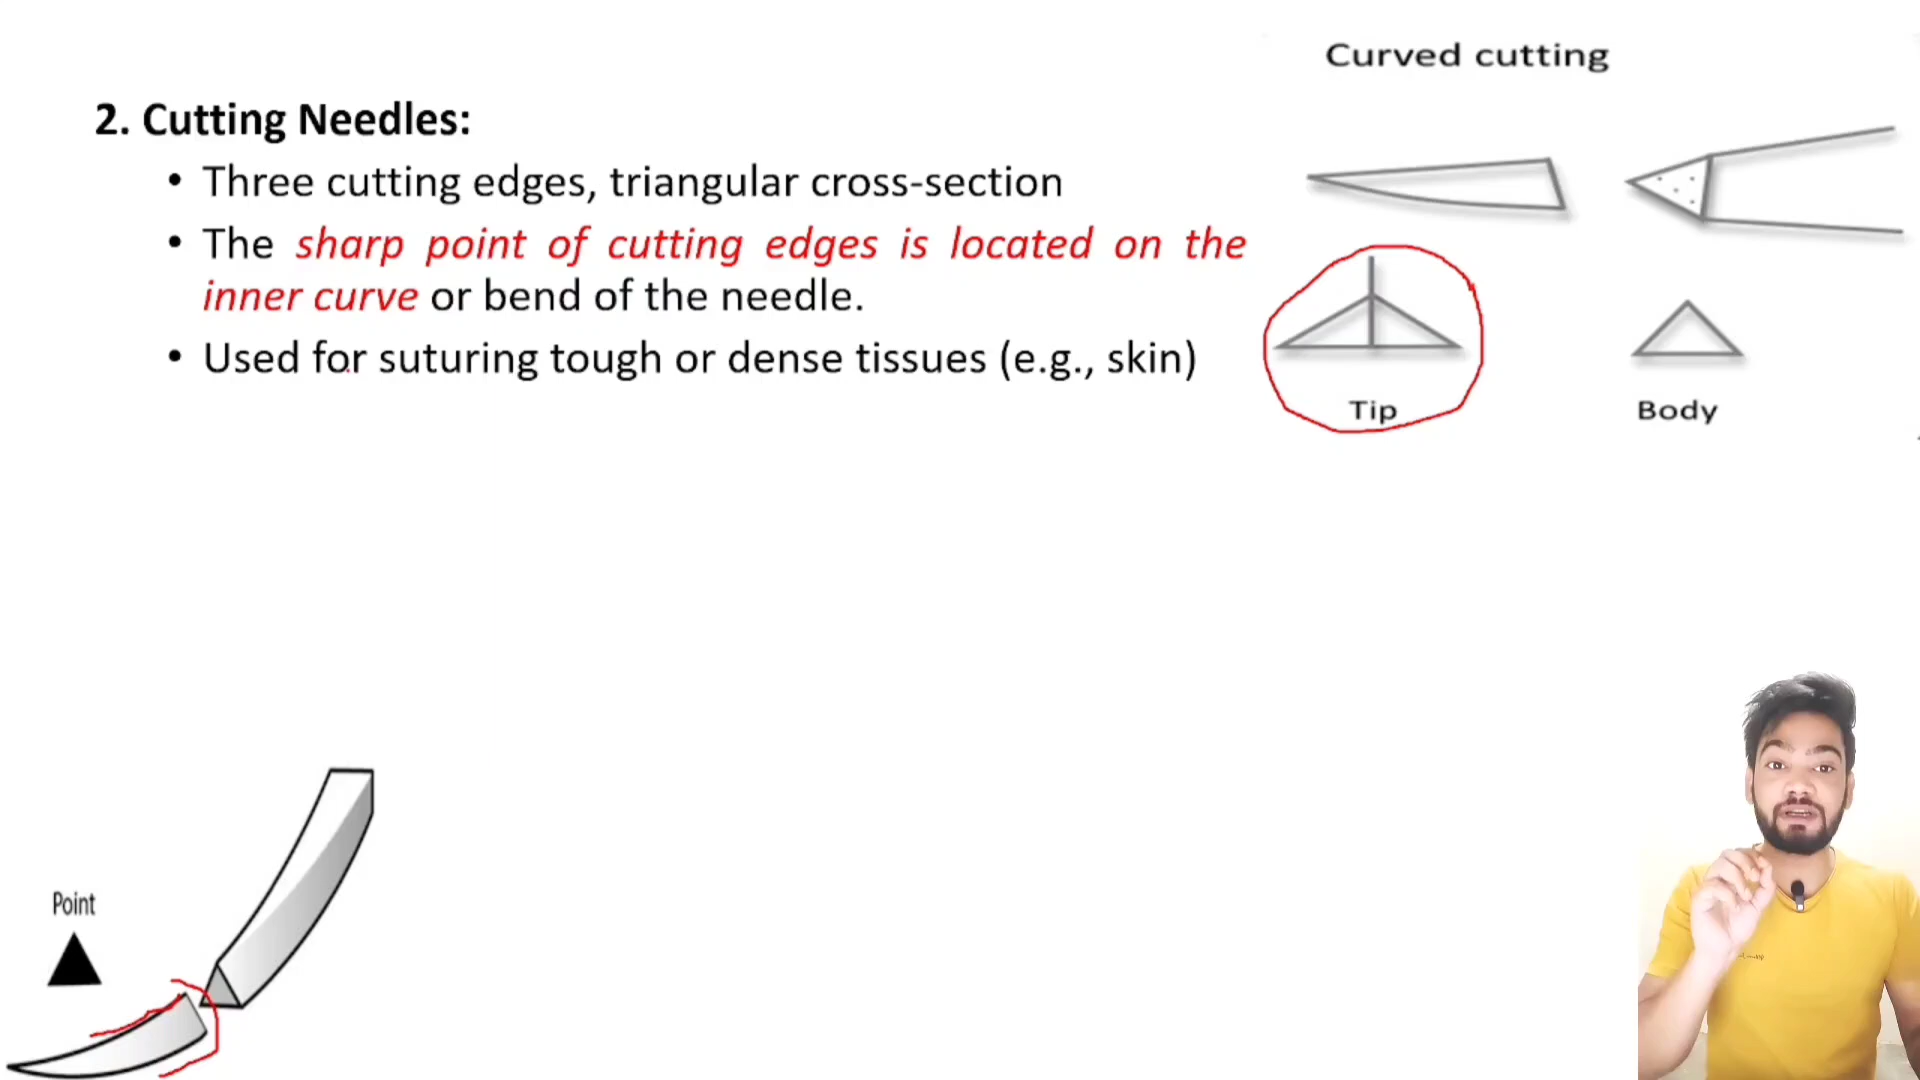 Curved cutting
2. Cutting Needles:
• Three cutting edges, triangular cross-section
• The sharp point of cutting edges is located on the
inner curve or bend of the needle.
• Used for suturing tough or dense tissues (e.g., skin)
Tip
Body
Point